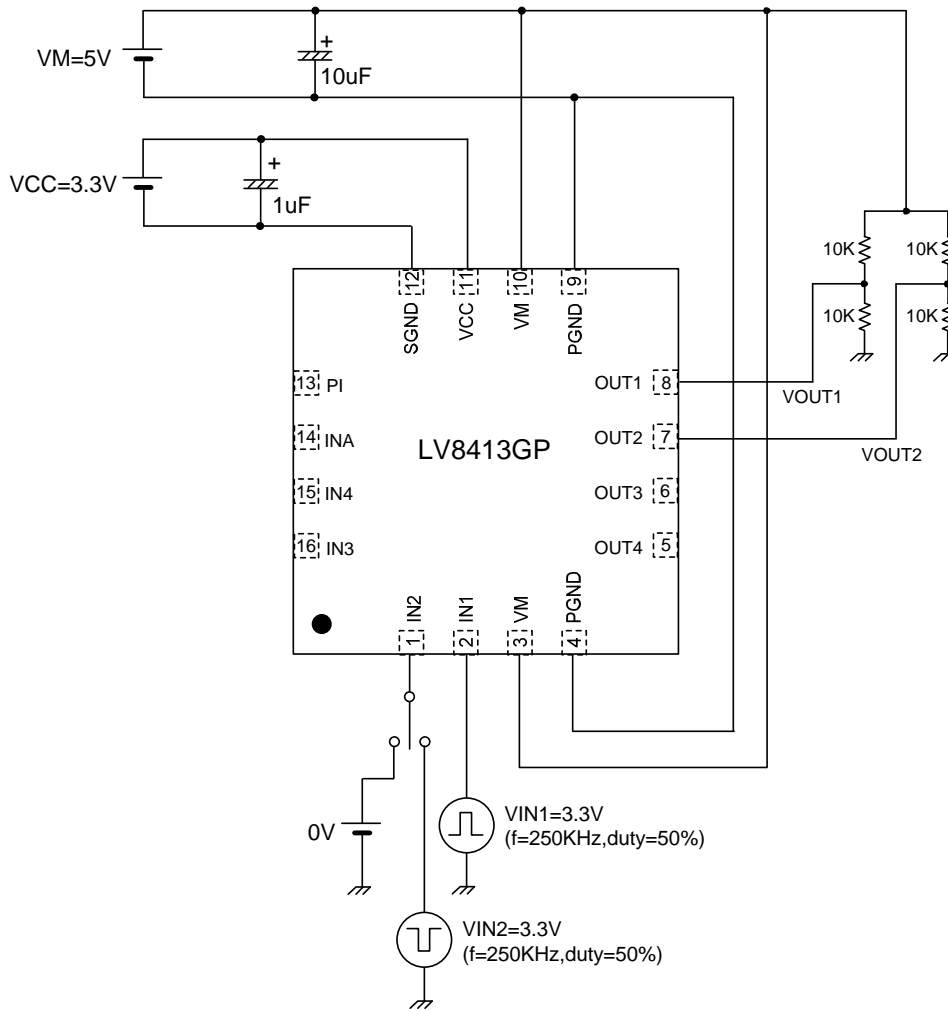 VM=5V
+
10uF
VCC=3.3V
+
1uF
10K
10K
10K
10K
12
11
10
9
SGND
VCC
VM
PGND
13 PI
OUT1 8
VOUT1
14 INA
LV8413GP
OUT2 7
VOUT2
15 IN4
OUT3 6
16 IN3
OUT4 5
IN2
IN1
VM
PGND
1
2
3
4
0V
VIN1=3.3V
(f=250KHz,duty=50%)
VIN2=3.3V
(f=250KHz,duty=50%)